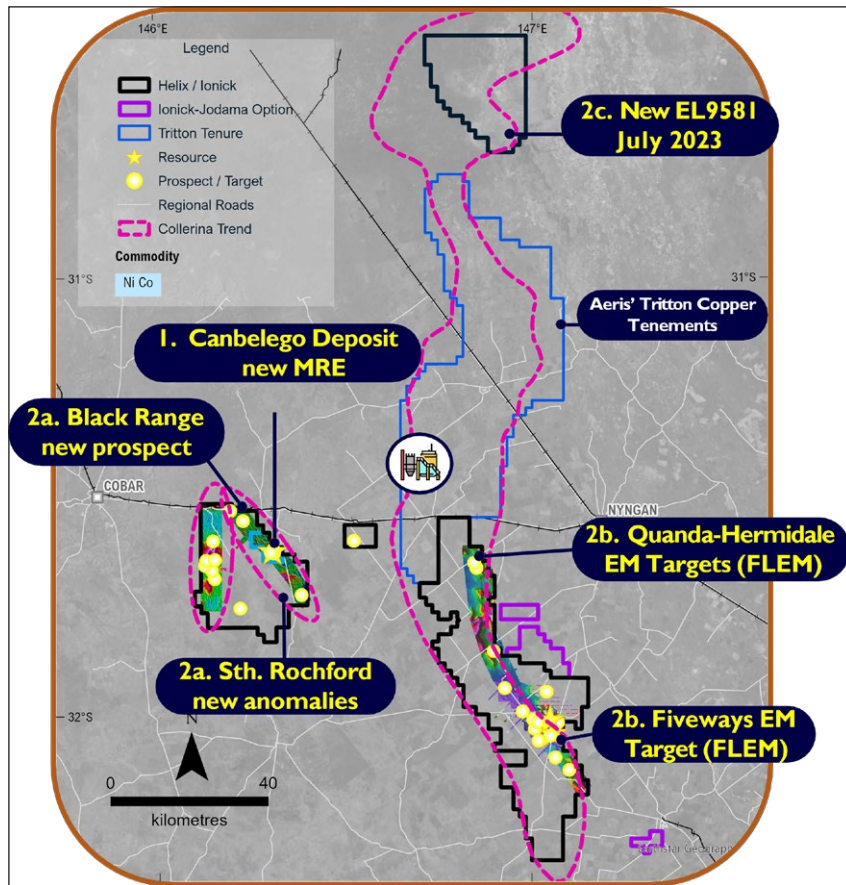 146°E
147°E
Legend
Helix / Ionick
Ionick-Jodama Option
Tritton Tenure
Resource
Prospect / Target
Regional Roads
Collerina Trend
Commodity
Ni Co
2c. New EL9581
July 2023
31°S
31°S
Aeris' Tritton Copper
Tenements
1. Canbelego Deposit
new MRE
2a. Black Range
new prospect
COBAR
NYNGAN
2b. Quanda-Hermidale
EM Targets (FLEM)
2a. Sth. Rochford
new anomalies
32°S
32°S
2b. Fiveways EM
Target (FLEM)
N
0
40
kilometres